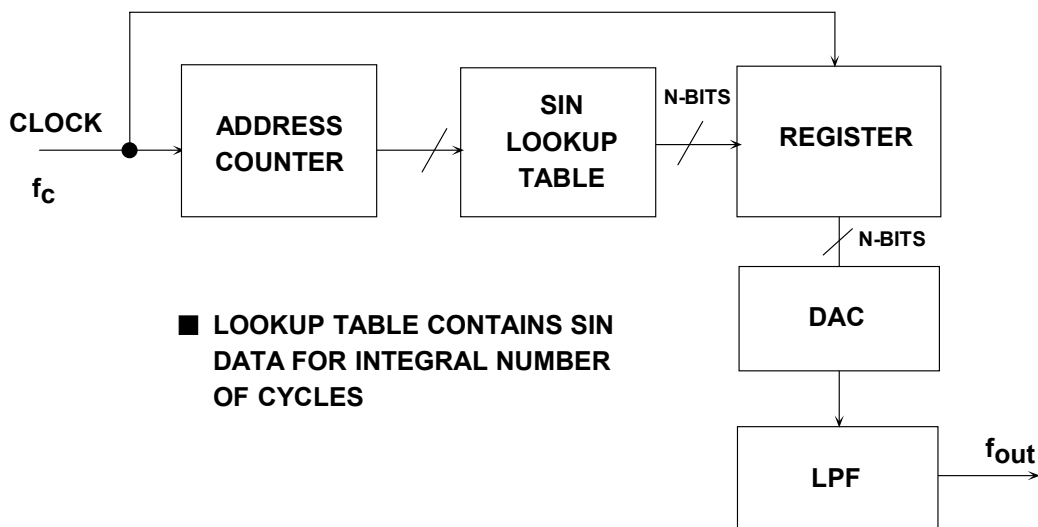 CLOCK
fc
ADDRESS
COUNTER
SIN
LOOKUP
TABLE
N-BITS
REGISTER
N-BITS
DAC
■ LOOKUP TABLE CONTAINS SIN
DATA FOR INTEGRAL NUMBER
OF CYCLES
LPF
fout